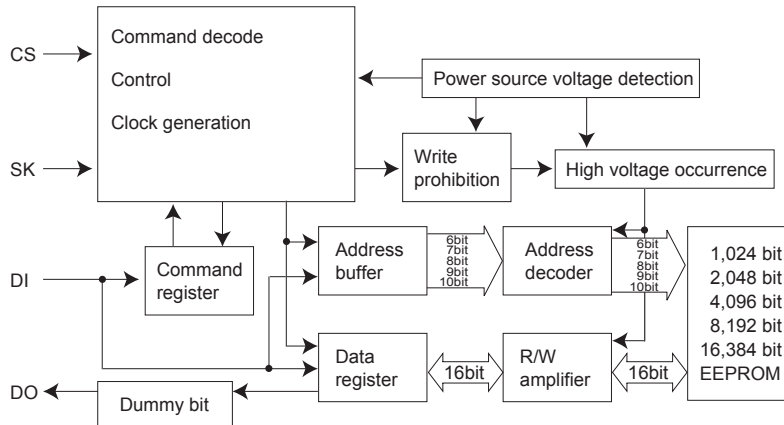 CS
SK
DI
DO
Command decode
Control
Clock generation
Power source voltage detection
Write
prohibition
High voltage occurrence
Command
register
Address
buffer
6bit
7bit
8bit
9bit
10bit
Address
decoder
6bit
7bit
8bit
9bit
10bit
1,024 bit
2,048 bit
4,096 bit
8,192 bit
16,384 bit
EEPROM
Data
register
16bit
R/W
amplifier
16bit
Dummy bit